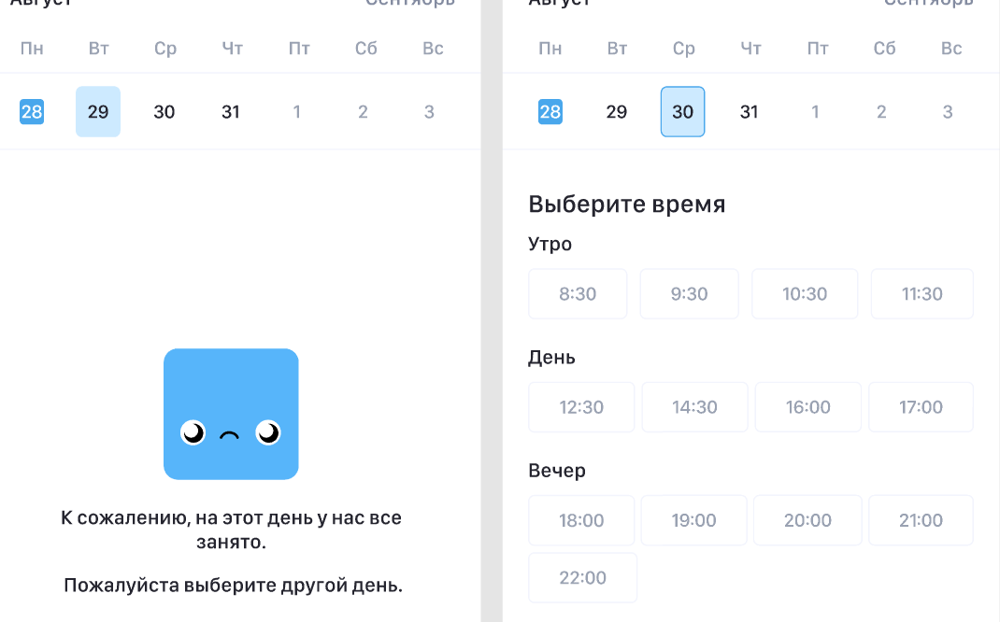 Август Сентябрь
Пн Вт Ср Чт Пт Сб Вс
28 29 30 31 1 2 3
К сожалению, на этот день у нас все
занято.
Пожалуйста выберите другой день.
Август Сентябрь
Пн Вт Ср Чт Пт Сб Вс
28 29 30 31 1 2 3
Выберите время
Утро
8:30 9:30 10:30 11:30
День
12:30 14:30 16:00 17:00
Вечер
18:00 19:00 20:00 21:00
22:00